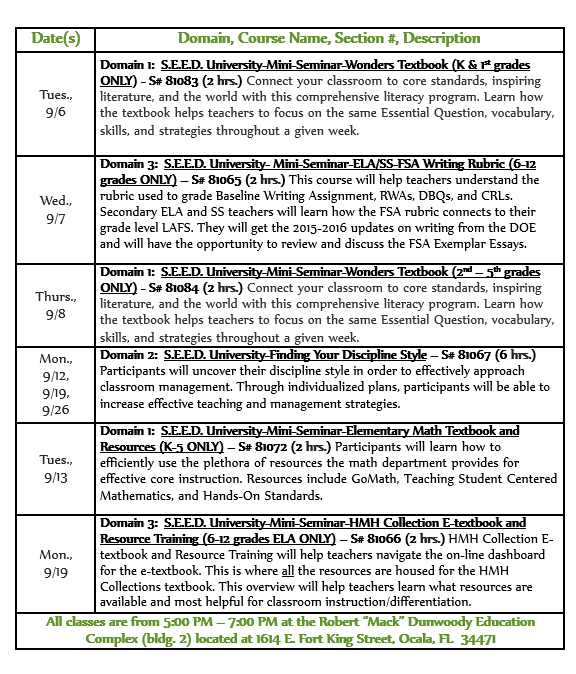 Date(s) Domain, Course Name, Section #, Description
Tues.,
9/6
Domain 1: S.E.E.D. University-Mini-Seminar-Wonders Textbook (K & 1st grades
ONLY) - S# 81083 (2 hrs.) Connect your classroom to core standards, inspiring
literature, and the world with this comprehensive literacy program. Learn how
the textbook helps teachers to focus on the same Essential Question, vocabulary,
skills, and strategies throughout a given week.
Wed.,
9/7
Domain 3: S.E.E.D. University- Mini-Seminar-ELA/SS-FSA Writing Rubric (6-12
grades ONLY) – S# 81065 (2 hrs.) This course will help teachers understand the
rubric used to grade Baseline Writing Assignment, RWAs, DBQs, and CRLs.
Secondary ELA and SS teachers will learn how the FSA rubric connects to their
grade level LAFS. They will get the 2015-2016 updates on writing from the DOE
and will have the opportunity to review and discuss the FSA Exemplar Essays.
Thurs.,
9/8
Domain 1: S.E.E.D. University-Mini-Seminar-Wonders Textbook (2nd – 5th grades
ONLY) - S# 81084 (2 hrs.) Connect your classroom to core standards, inspiring
literature, and the world with this comprehensive literacy program. Learn how
the textbook helps teachers to focus on the same Essential Question, vocabulary,
skills, and strategies throughout a given week.
Mon.,
9/12,
9/19,
9/26
Domain 2: S.E.E.D. University-Finding Your Discipline Style – S# 81067 (6 hrs.)
Participants will uncover their discipline style in order to effectively approach
classroom management. Through individualized plans, participants will be able to
increase effective teaching and management strategies.
Tues.,
9/13
Domain 1: S.E.E.D. University-Mini-Seminar-Elementary Math Textbook and
Resources (K-5 ONLY) – S# 81072 (2 hrs.) Participants will learn how to
efficiently use the plethora of resources the math department provides for
effective core instruction. Resources include GoMath, Teaching Student Centered
Mathematics, and Hands-On Standards.
Mon.,
9/19
Domain 3: S.E.E.D. University-Mini-Seminar-HMH Collection E-textbook and
Resource Training (6-12 grades ELA ONLY) – S# 81066 (2 hrs.) HMH Collection E-
textbook and Resource Training will help teachers navigate the on-line dashboard
for the e-textbook. This is where all the resources are housed for the HMH
Collections textbook. This overview will help teachers learn what resources are
available and most helpful for classroom instruction/differentiation.
All classes are from 5:00 PM – 7:00 PM at the Robert "Mack" Dunwoody Education
Complex (bldg. 2) located at 1614 E. Fort King Street, Ocala, FL 34471